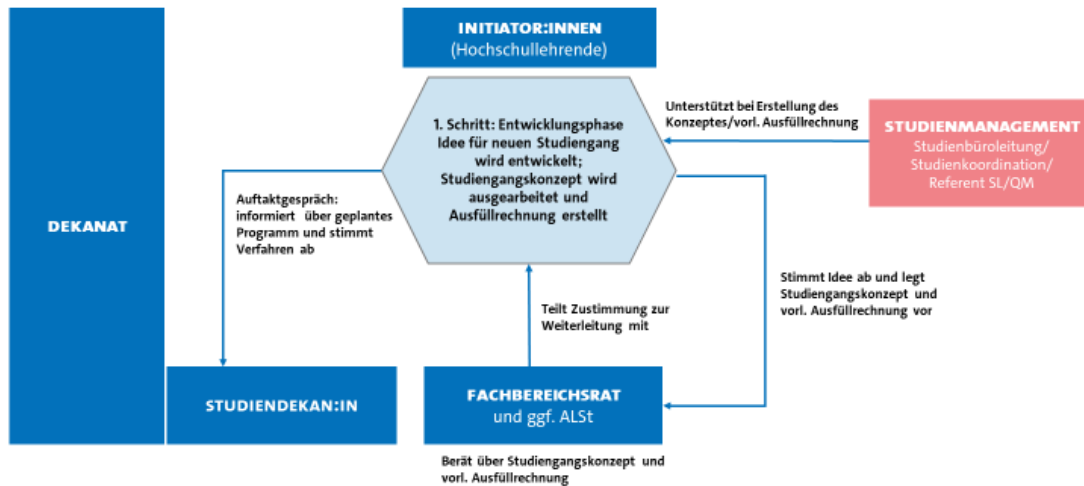 INITIATOR:INNEN
(Hochschullehrende)
1. Schritt: Entwicklungsphase
Idee für neuen Studiengang
wird entwickelt;
Studiengangskonzept wird
ausgearbeitet und
Ausfüllrechnung erstellt
Unterstützt bei Erstellung des
Konzeptes/vorl. Ausfüllrechnung
STUDIENMANAGEMENT
Studienbüroleitung/
Studienkoordination/
Referent SL/QM
DEKANAT
Auftaktgespräch:
informiert über geplantes
Programm und stimmt
Verfahren ab
Stimmt Idee ab und legt
Studiengangskonzept und
vorl. Ausfüllrechnung vor
Teilt Zustimmung zur
Weiterleitung mit
STUDIENDEKAN:IN
FACHBEREICHSRAT
und ggf. ALSt
Berät über Studiengangskonzept und
vorl. Ausfüllrechnung